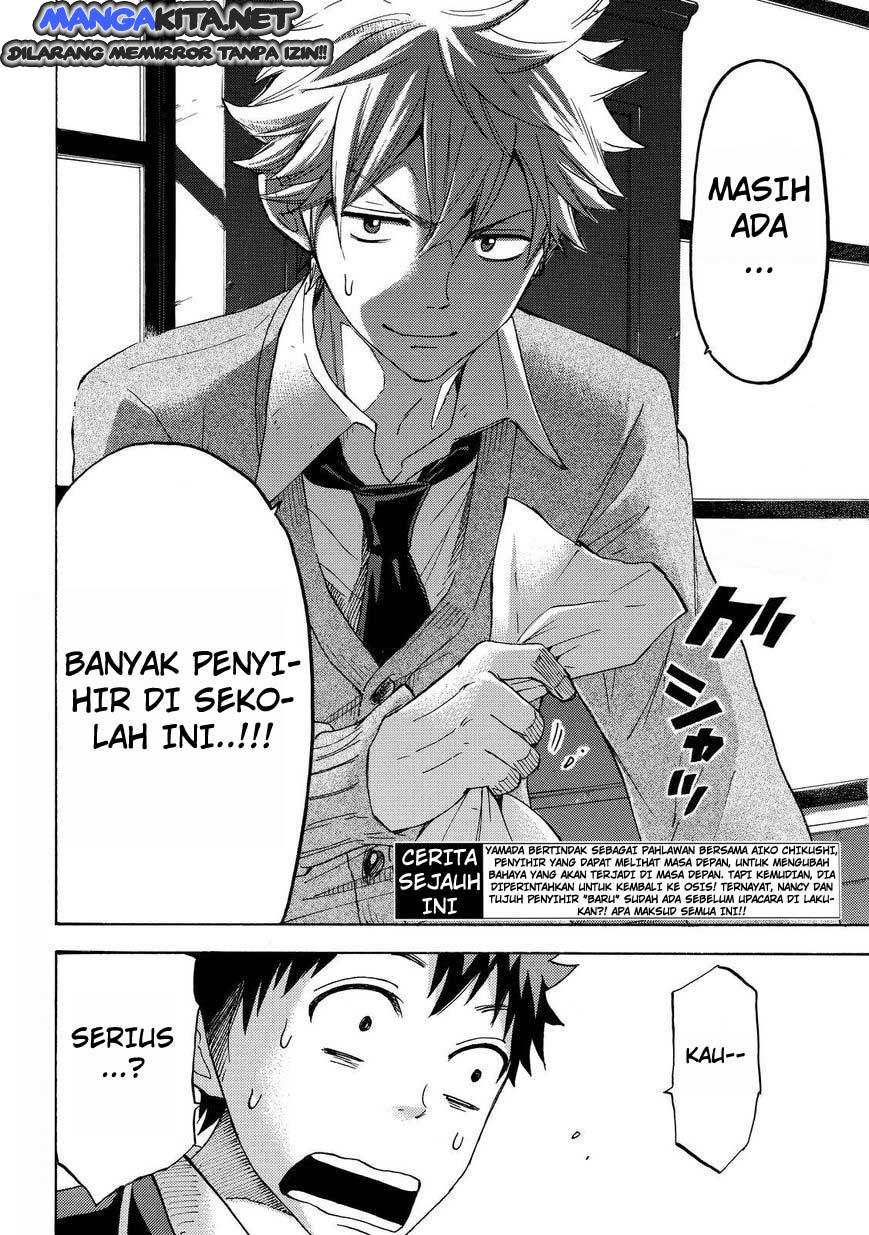 MANGAKITA.NET
DILARANG MEMIRROR TANPA IZIN!!
MASIH
ADA
...
BANYAK PENYI-
HIR DI SEKO-
LAH INI..!!!
グシャッ
CERITA
SEJAUH
INI
YAMADA BERTINDAK SEBAGAI PAHLAWAN BERSAMA AIKO CHIKUSHI,
PENYIHIR YANG DAPAT MELIHAT MASA DEPAN, UNTUK MENGUBAH
BAHAYA YANG AKAN TERJADI DI MASA DEPAN. TAPI KEMUDIAN, DIA
DIPERINTAHKAN UNTUK KEMBALI KE OSIS! TERNAYAT, NANCY DAN
TUJUH PENYIHIR "BARU" SUDAH ADA SEBELUM UPACARA DI LAKU-
KAN?! APA MAKSUD SEMUA INI!!
KAU--
SERIUS
...?